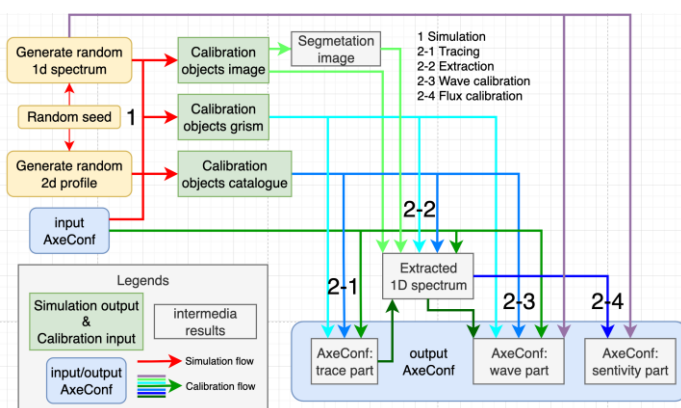 Generate random
1d spectrum
Random seed
1
Generate random
2d profile
input
AxeConf
Calibration
objects image
Calibration
objects grism
Calibration
objects catalogue
Segmetation
image
1 Simulation
2-1 Tracing
2-2 Extraction
2-3 Wave calibration
2-4 Flux calibration
2-2
Extracted
1D spectrum
2-1
2-3
2-4
AxeConf:
trace part
output
AxeConf
AxeConf:
wave part
AxeConf:
sentivity part
Legends
Simulation output
&
Calibration input
intermedia
results
input/output
AxeConf
Simulation flow
Calibration flow